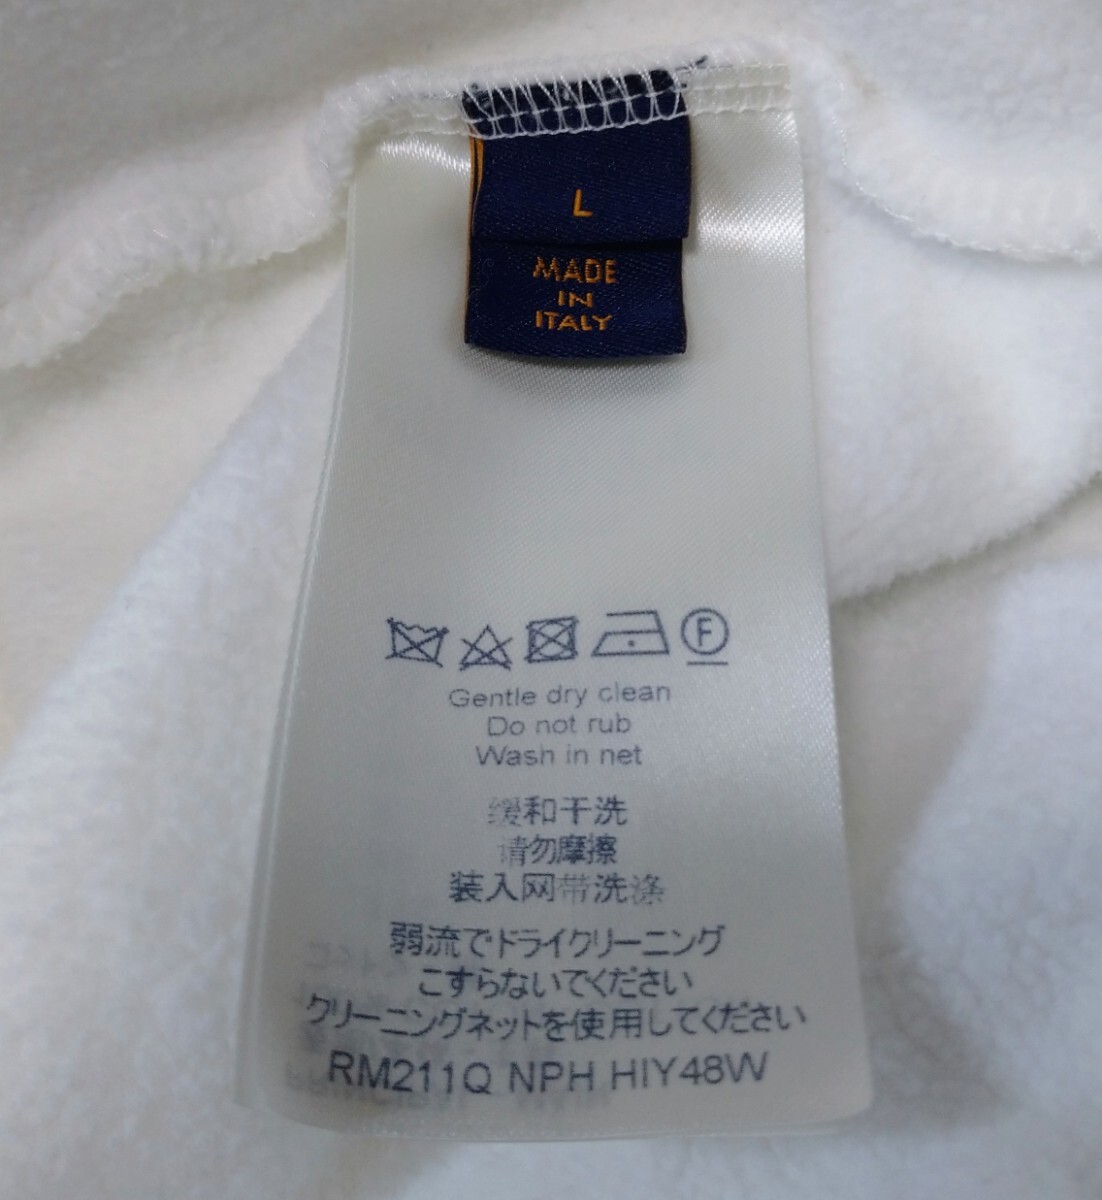 L
MADE
IN
ITALY
F
Gentle dry clean
Do not rub
Wash in net
缓和干洗
请勿摩擦
装入网带洗涤
弱流でドライクリーニング
こすらないでください
クリーニングネットを使用してください
RM211Q NPH HIY48W